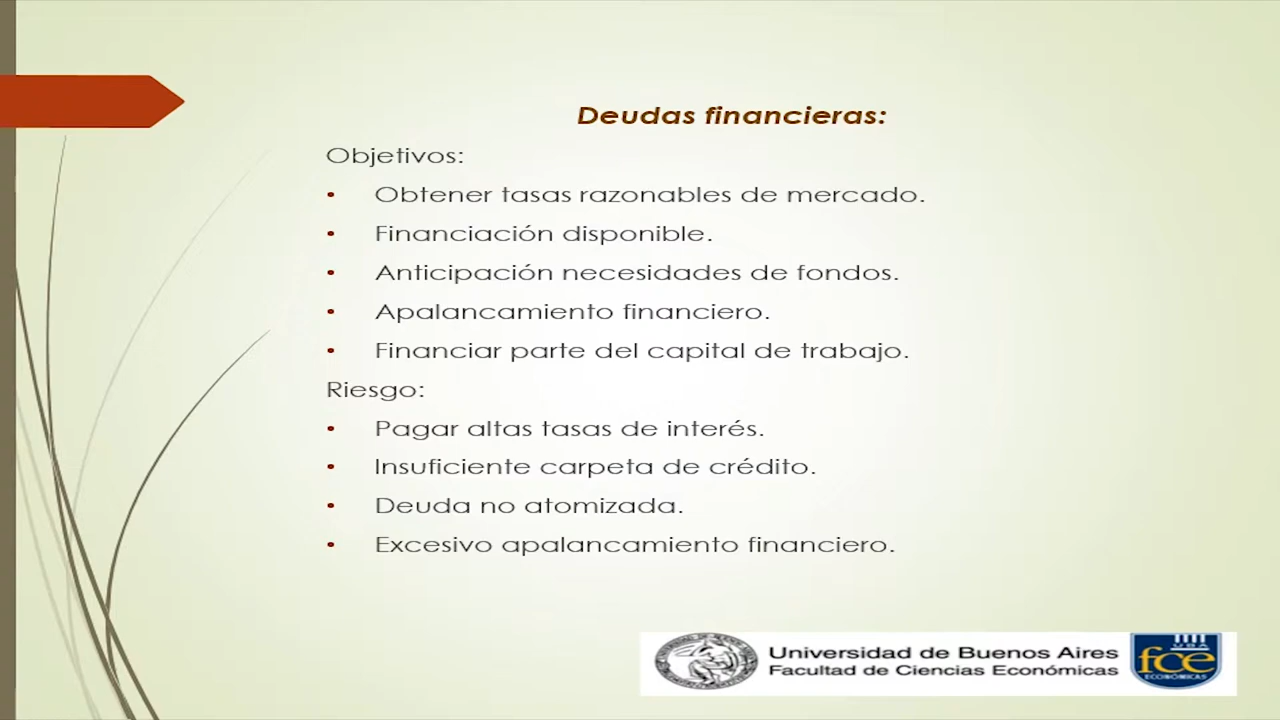 Deudas financieras:
Objetivos:
• Obtener tasas razonables de mercado.
• Financiación disponible.
• Anticipación necesidades de fondos.
• Apalancamiento financiero.
• Financiar parte del capital de trabajo.
Riesgo:
• Pagar altas tasas de interés.
• Insuficiente carpeta de crédito.
• Deuda no atomizada.
• Excesivo apalancamiento financiero.
Universidad de Buenos Aires
Facultad de Ciencias Económicas
UBA
fce
ECONÓMICAS